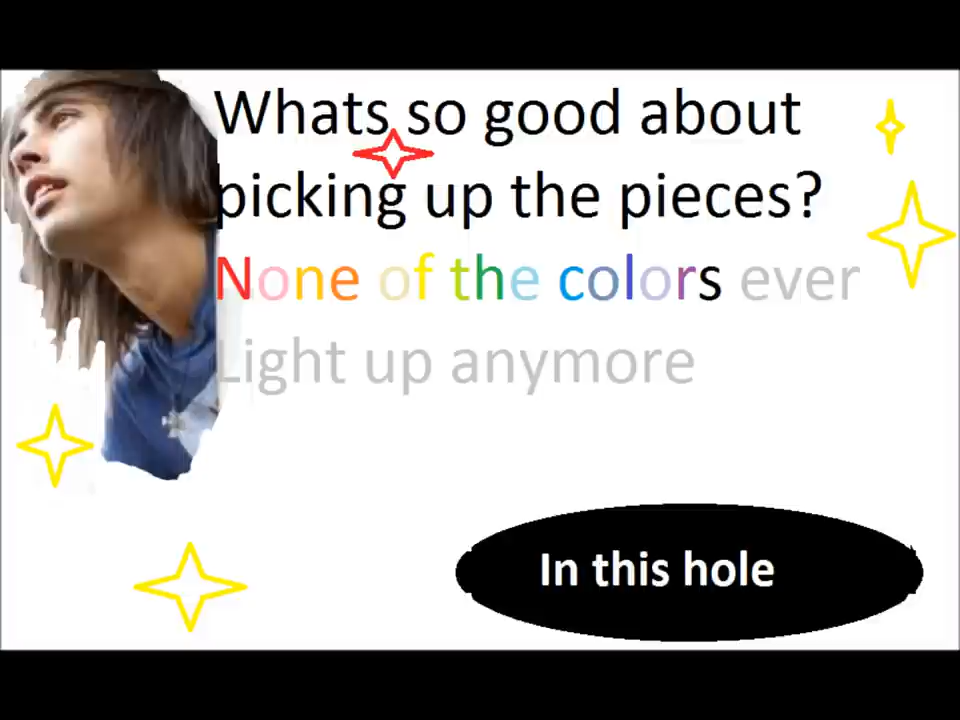 Whats so good about
picking up the pieces?
None of the colors ever
Light up anymore
In this hole